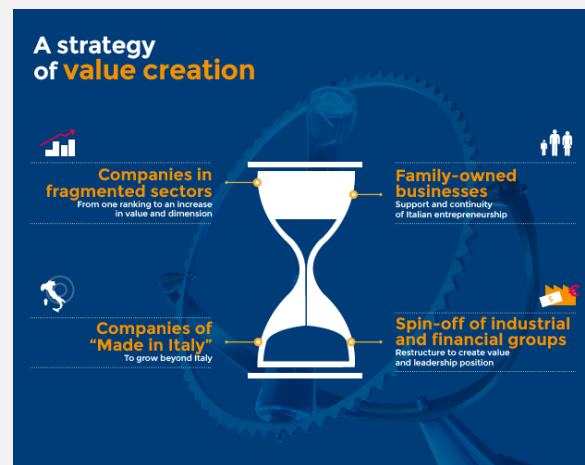 A strategy
of value creation
Companies in
fragmented sectors
From one ranking to an increase
in value and dimension
Family-owned
businesses
Support and continuity
of Italian entrepreneurship
Companies of
“Made in Italy”
To grow beyond Italy
Spin-off of industrial
and financial groups
Restructure to create value
and leadership position